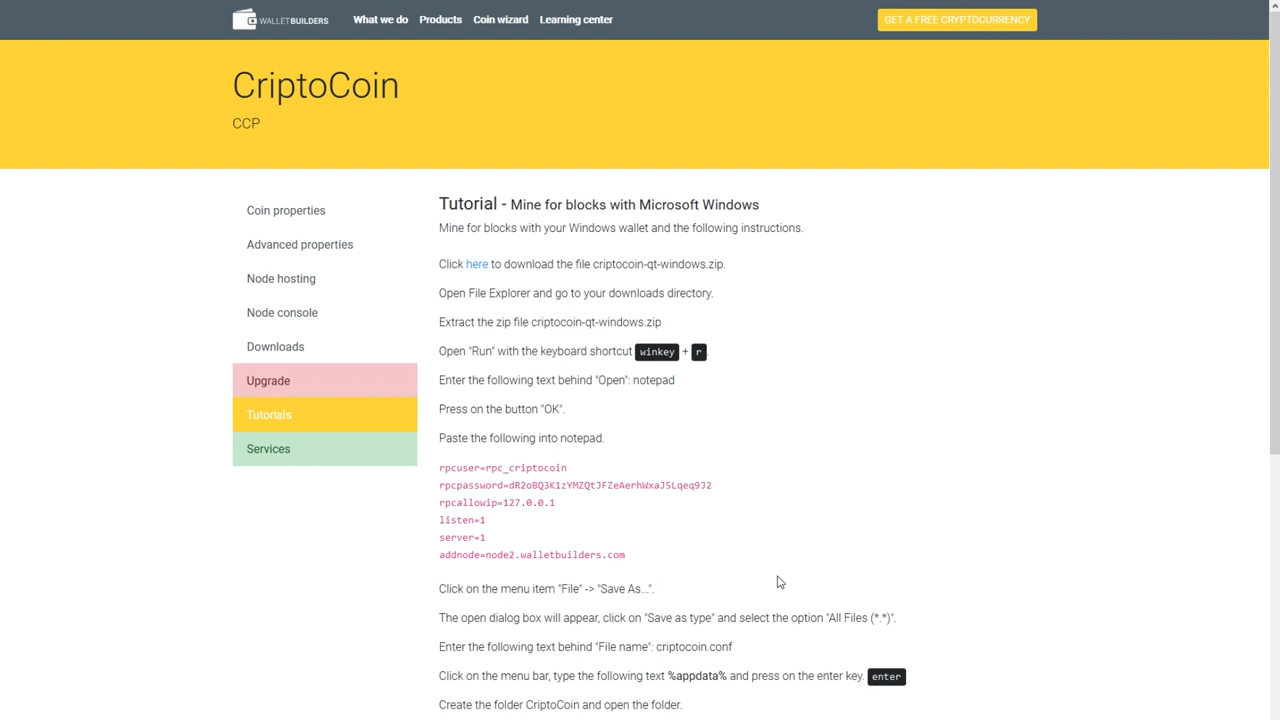 WALLETBUILDERS What we do Products Coin wizard Learning center GET A FREE CRYPTOCURRENCY
CriptoCoin
CCP
Coin properties
Advanced properties
Node hosting
Node console
Downloads
Upgrade
Tutorials
Services
Tutorial - Mine for blocks with Microsoft Windows
Mine for blocks with your Windows wallet and the following instructions.
Click here to download the file criptocoin-qt-windows.zip.
Open File Explorer and go to your downloads directory.
Extract the zip file criptocoin-qt-windows.zip
Open "Run" with the keyboard shortcut winkey + r.
Enter the following text behind "Open": notepad
Press on the button "OK".
Paste the following into notepad.
rpcuser=rpc_criptocoin
rpcpassword=dR2oBQ3K1zYMZQtJFZeAerhWxaJ5Lqeq9J2
rpcallowip=127.0.0.1
listen=1
server=1
addnode=node2.walletbuilders.com
Click on the menu item "File" -> "Save As...".
The open dialog box will appear, click on "Save as type" and select the option "All Files (*.*)".
Enter the following text behind "File name": criptocoin.conf
Click on the menu bar, type the following text %appdata% and press on the enter key. enter
Create the folder CriptoCoin and open the folder.